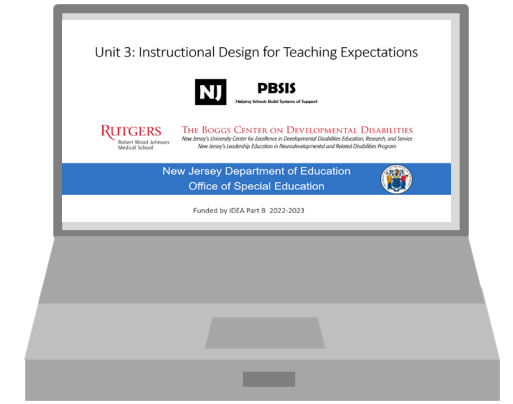 Unit 3: Instructional Design for Teaching Expectations
NJ
PBSIS
Helping Schools Build Systems of Support
RUTGERS
Robert Wood Johnson
Medical School
THE BOGGS CENTER ON DEVELOPMENTAL DISABILITIES
New Jersey's University Center for Excellence in Developmental Disabilities Education, Research, and Service
New Jersey's Leadership Education in Neurodevelopmental and Related Disabilities Program
New Jersey Department of Education
Office of Special Education
Funded by IDEA Part B 2022-2023